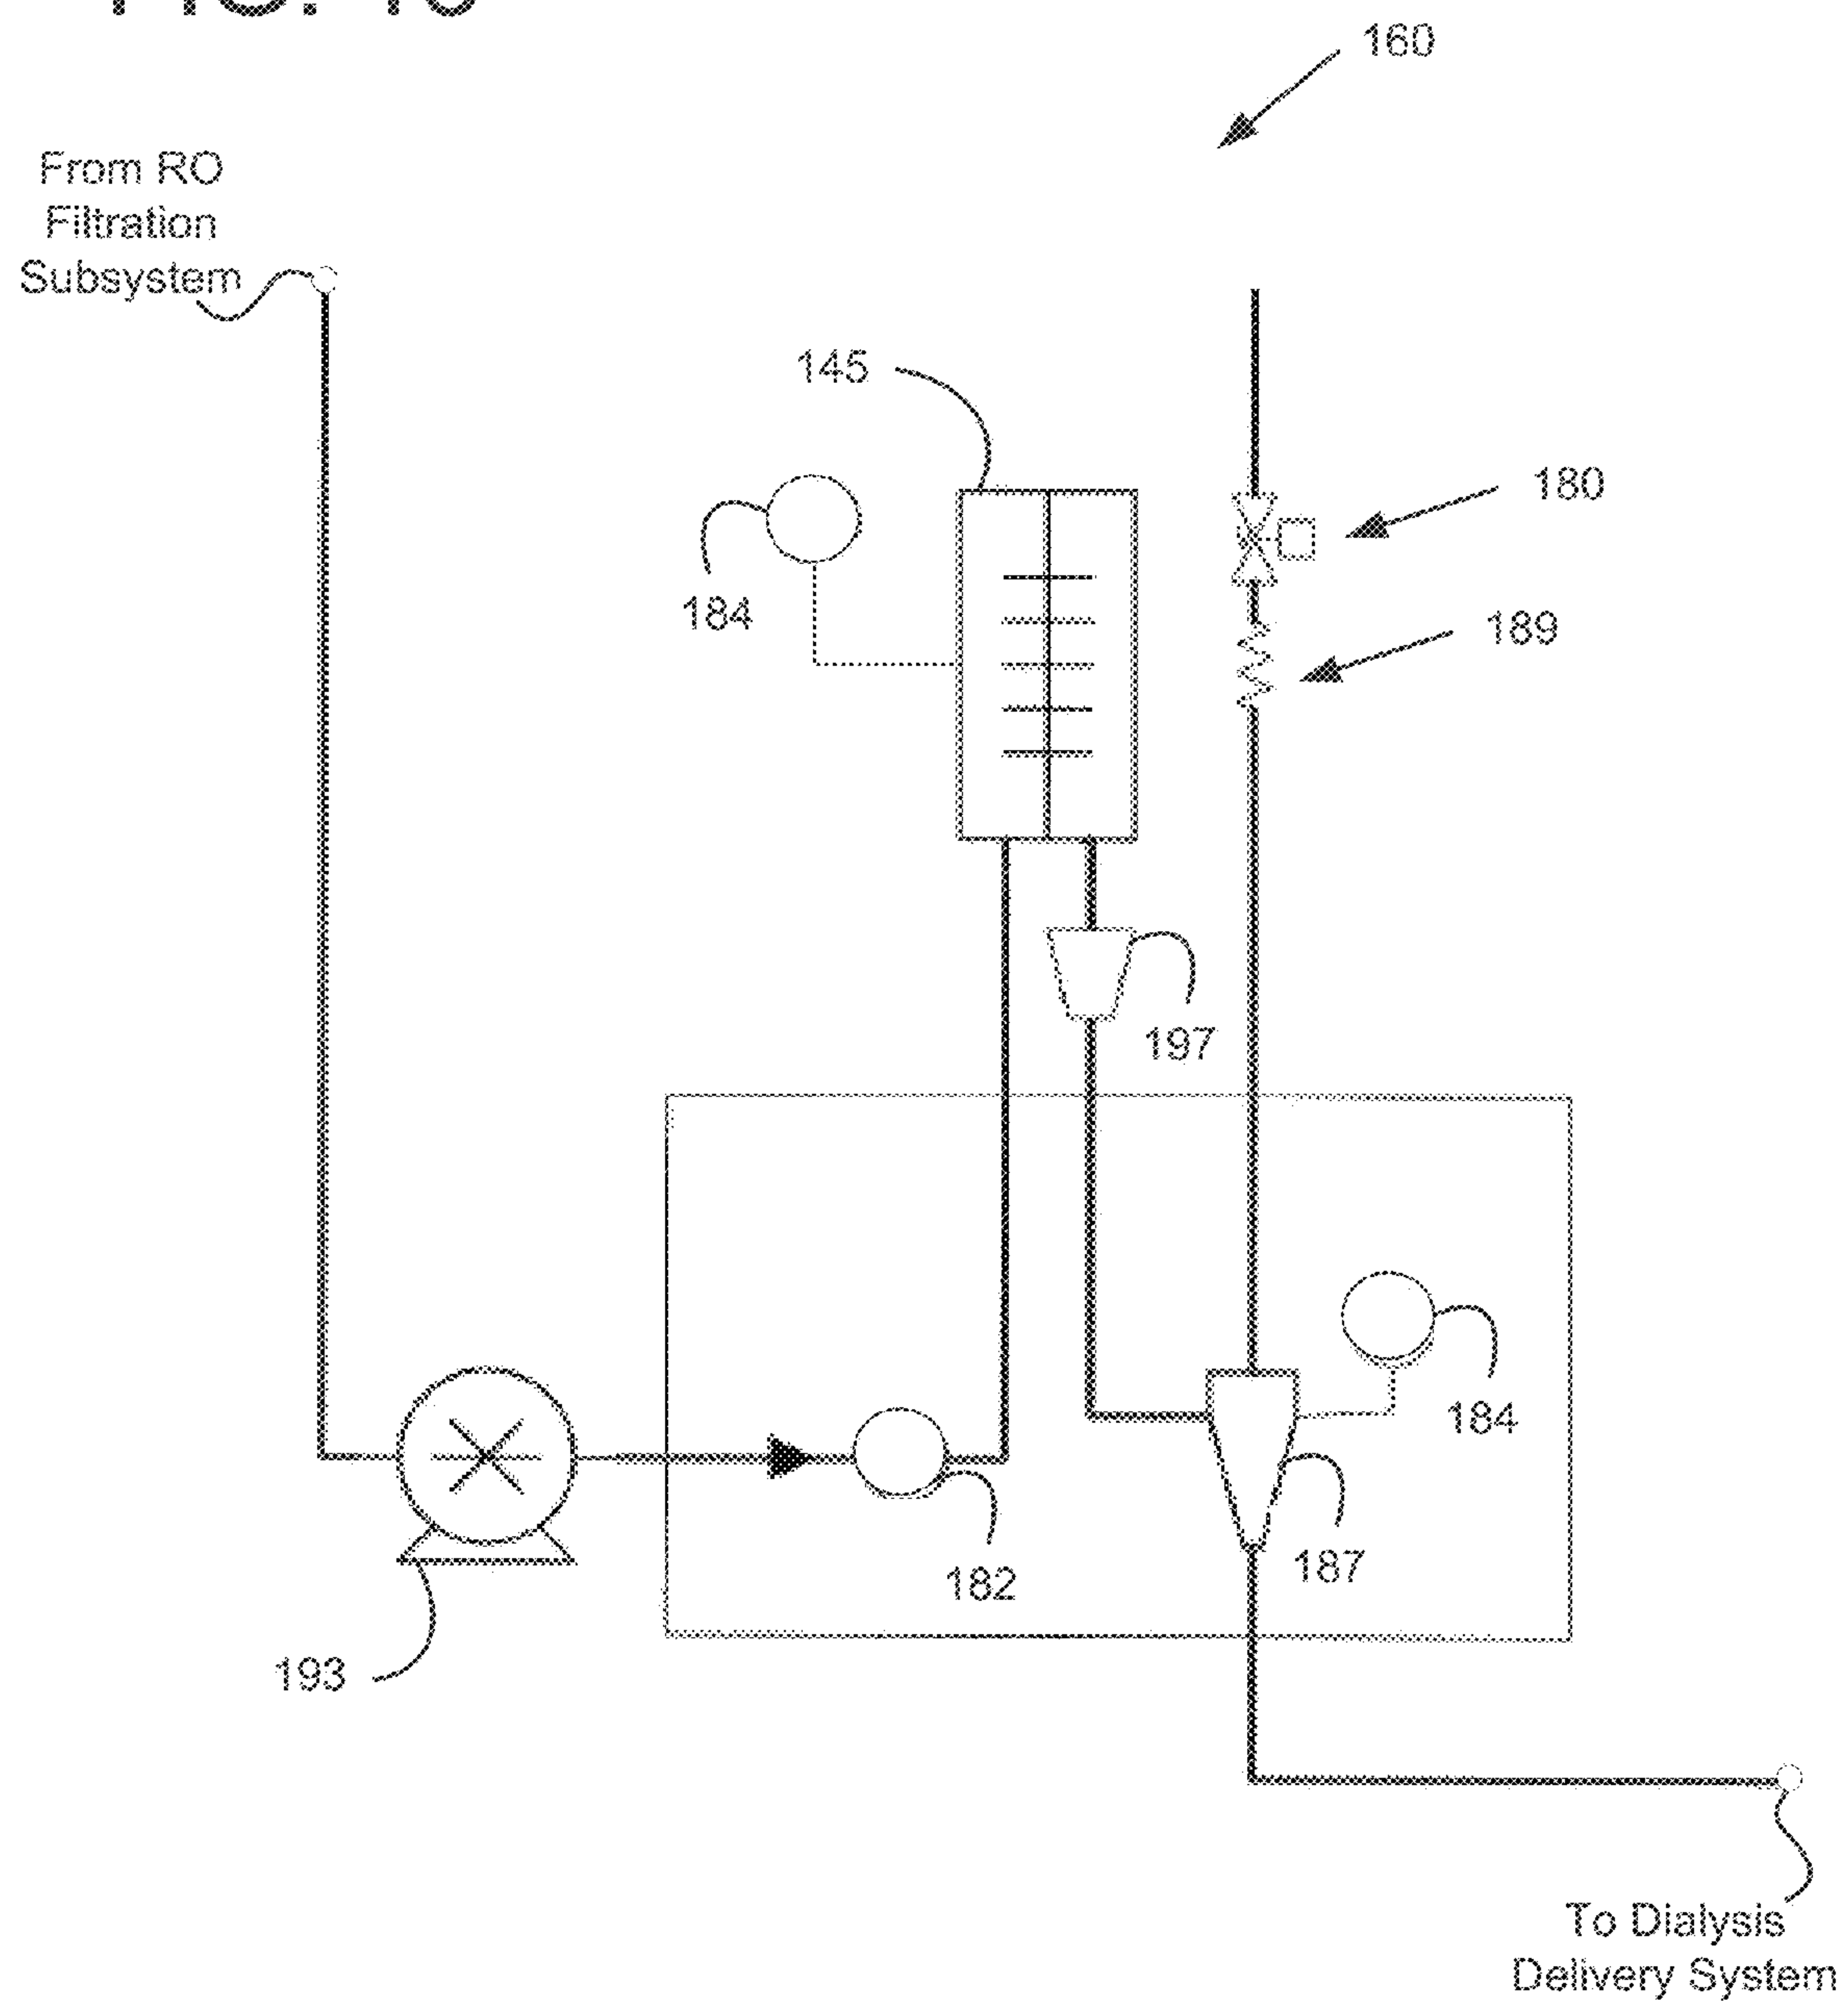 160
From RO
Filtration
Subsystem
145
180
184
189
197
184
187
182
193
To Dialysis
Delivery System